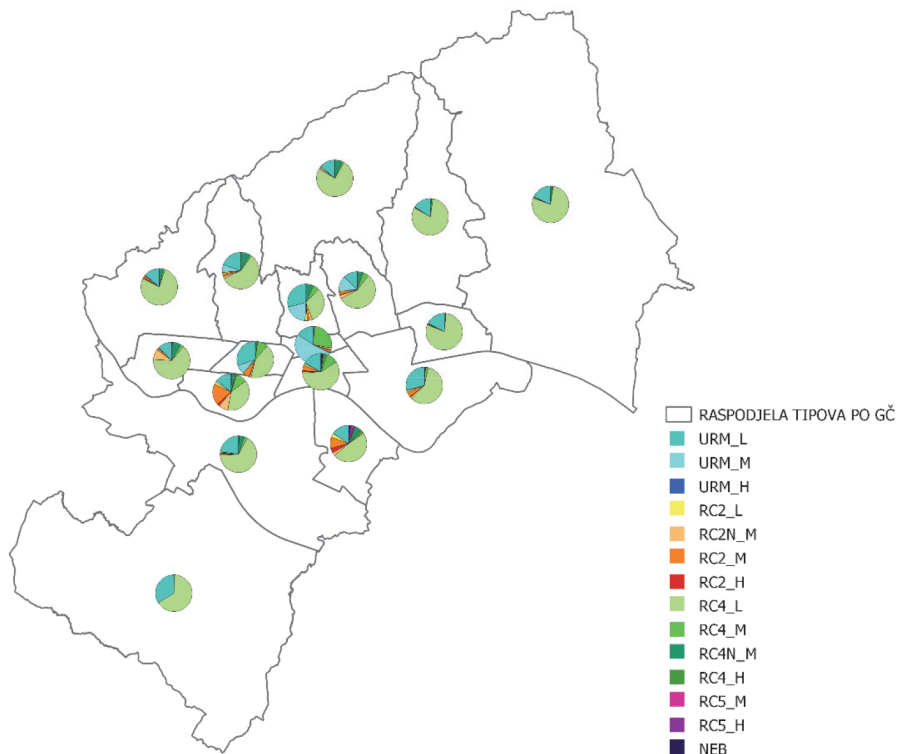 RASPODJELA TIPOVA PO GČ
URM_L
URM_M
URM_H
RC2_L
RC2N_M
RC2_M
RC2_H
RC4_L
RC4_M
RC4N_M
RC4_H
RC5_M
RC5_H
NEB